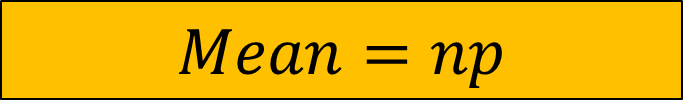 Mean = np